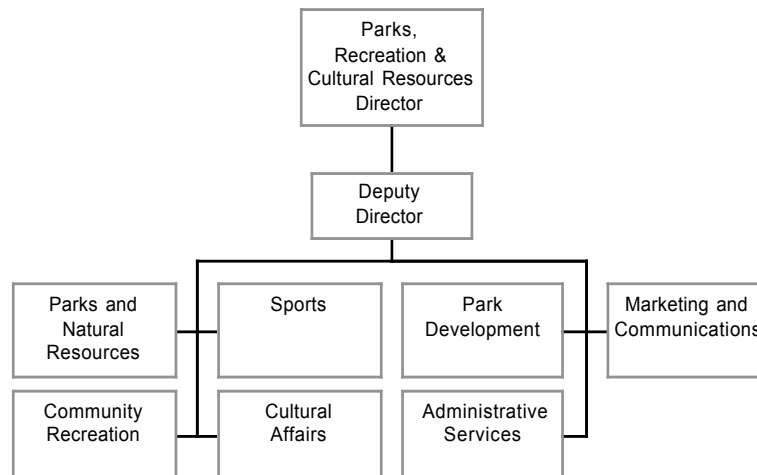 Parks,
Recreation &
Cultural Resources
Director
Deputy
Director
Parks and
Natural
Resources
Sports
Park
Development
Marketing and
Communications
Community
Recreation
Cultural
Affairs
Administrative
Services